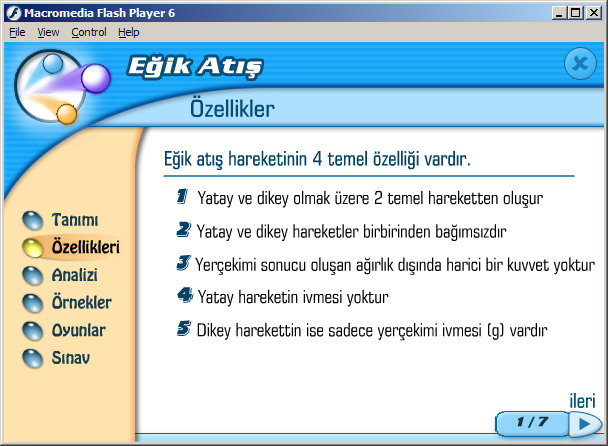 Macromedia Flash Player 6
File View Control Help
Eğik Atış
Özellikler
Eğik atış hareketinin 4 temel özelliği vardır.
1 Yatay ve dikey olmak üzere 2 temel hareketten oluşur
2 Yatay ve dikey hareketler birbirinden bağımsızdır
3 Yerçekimi sonucu oluşan ağırlık dışında harici bir kuvvet yoktur
4 Yatay hareketin ivmesi yoktur
5 Dikey harekettin ise sadece yerçekimi ivmesi (g) vardır
Tanımı
Özellikleri
Analizi
Örnekler
Oyunlar
Sınav
ileri
1 / 7